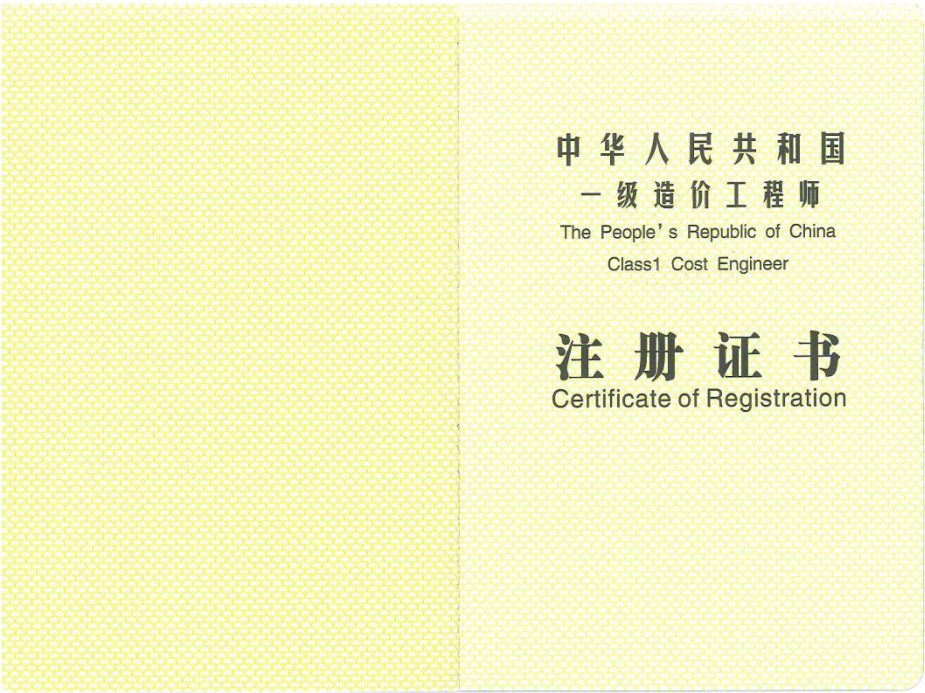 中华人民共和国
一级造价工程师
The People's Republic of China
Class1 Cost Engineer
注册证书
Certificate of Registration